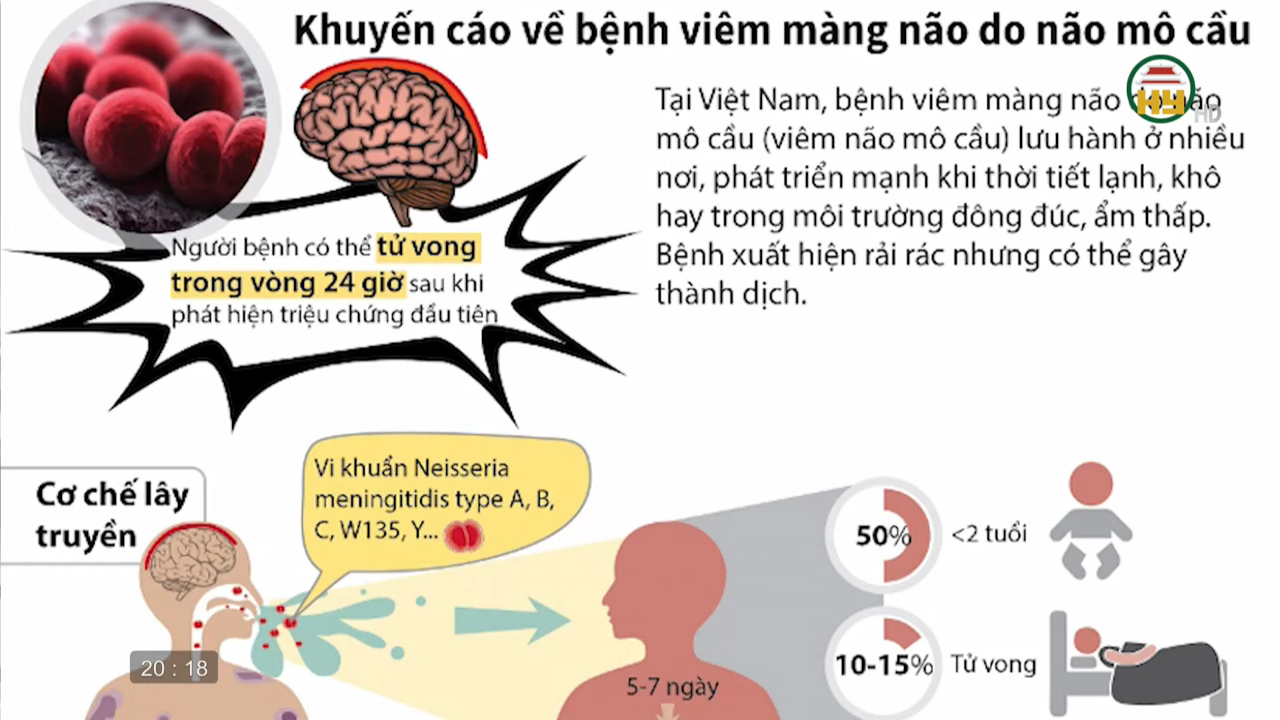 Khuyến cáo về bệnh viêm màng não do não mô cầu
Tại Việt Nam, bệnh viêm màng não do não
mô cầu (viêm não mô cầu) lưu hành ở nhiều
nơi, phát triển mạnh khi thời tiết lạnh, khô
hay trong môi trường đông đúc, ẩm thấp.
Bệnh xuất hiện rải rác nhưng có thể gây
thành dịch.
HY HD
Người bệnh có thể tử vong
trong vòng 24 giờ sau khi
phát hiện triệu chứng đầu tiên
Cơ chế lây
truyền
Vi khuẩn Neisseria
meningitidis type A, B,
C, W135, Y...
5-7 ngày
50% <2 tuổi
10-15% Tử vong
20 : 18